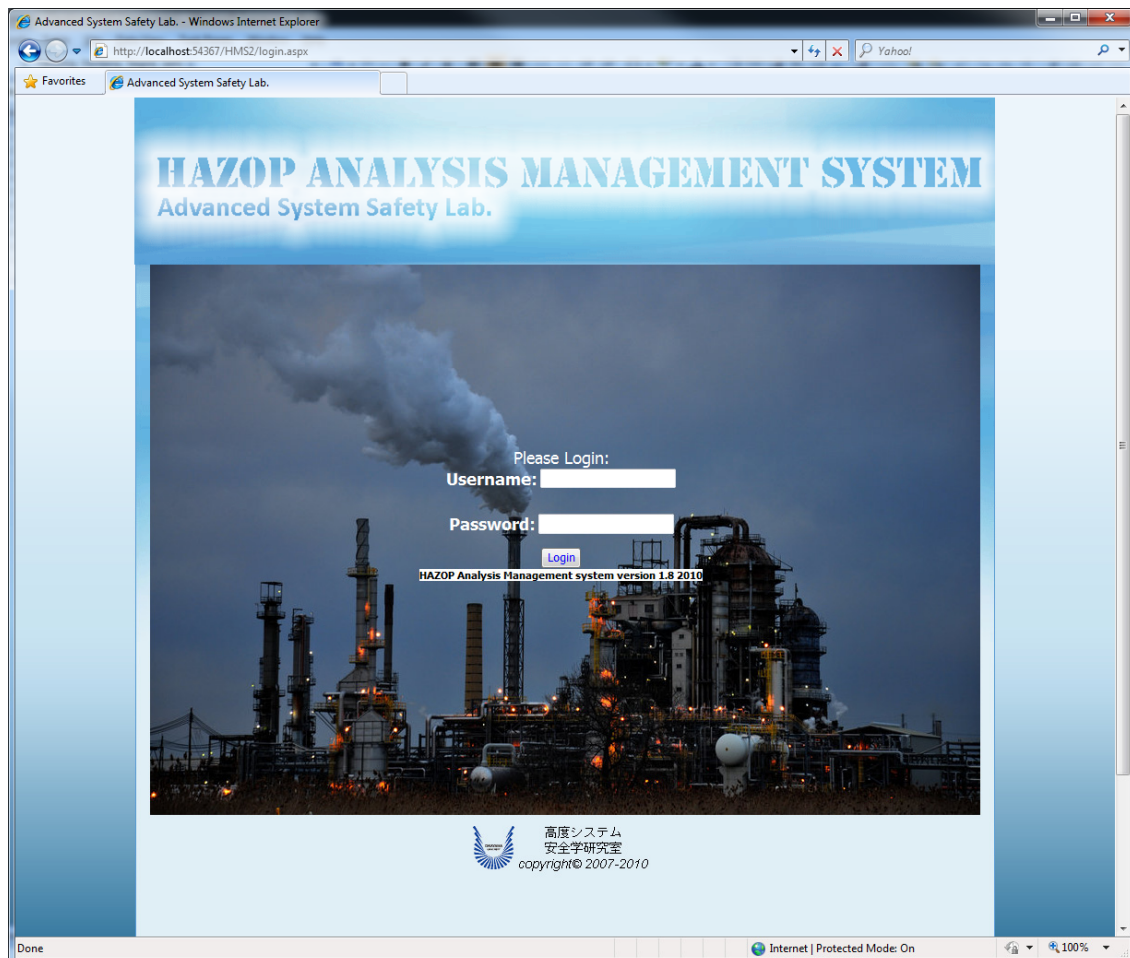 Advanced System Safety Lab. - Windows Internet Explorer
http://localhost:54367/HMS2/login.aspx
Yahoo!
Favorites
Advanced System Safety Lab.
HAZOP ANALYSIS MANAGEMENT SYSTEM
Advanced System Safety Lab.
Please Login:
Username:
Password:
Login
HAZOP Analysis Management system version 1.8 2010
高度システム
安全学研究室
copyright© 2007-2010
Done
Internet | Protected Mode: On
100%